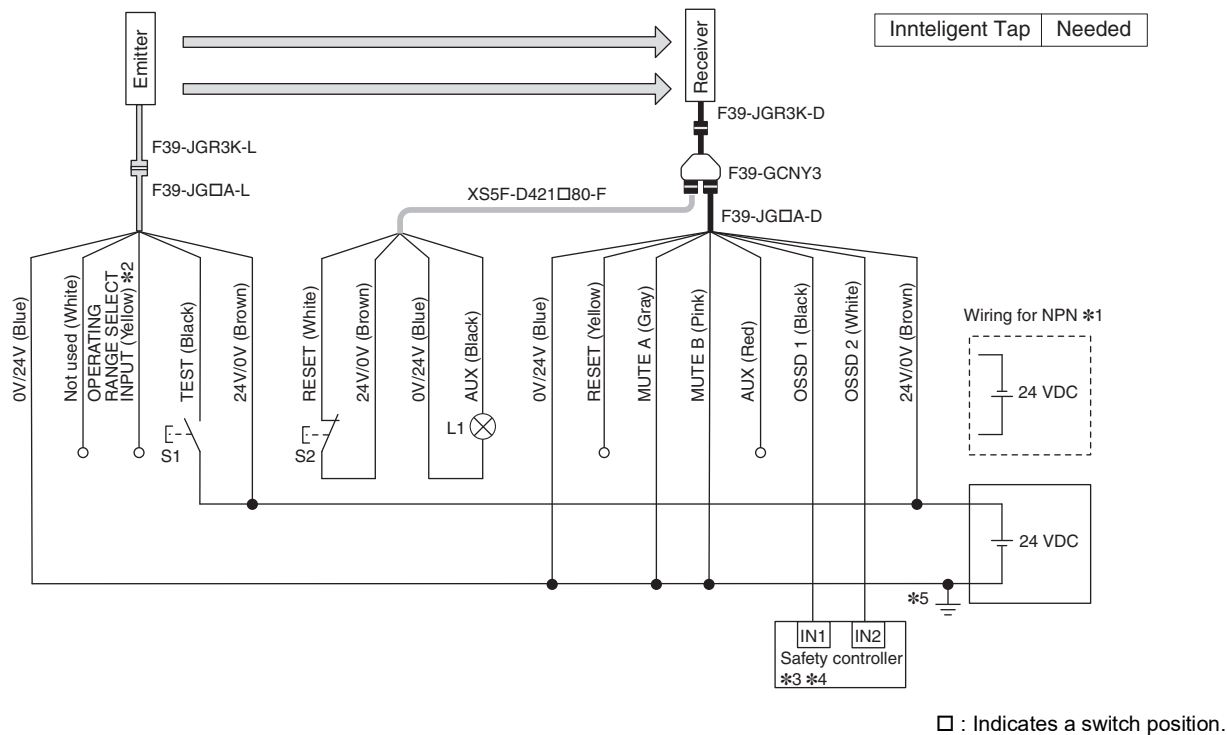 Emitter
Receiver
Innteligent Tap Needed
F39-JGR3K-D
F39-JGR3K-L
F39-GCNY3
F39-JG□A-L
XS5F-D421□80-F
F39-JG□A-D
0V/24V (Blue)
Not used (White)
OPERATING
RANGE SELECT
INPUT (Yellow) ✱2
TEST (Black)
24V/0V (Brown)
RESET (White)
24V/0V (Brown)
0V/24V (Blue)
AUX (Black)
0V/24V (Blue)
RESET (Yellow)
MUTE A (Gray)
MUTE B (Pink)
AUX (Red)
OSSD 1 (Black)
OSSD 2 (White)
24V/0V (Brown)
Wiring for NPN ✱1
24 VDC
S1
S2
L1
24 VDC
✱5
IN1 IN2
Safety controller
✱3 ✱4
□ : Indicates a switch position.